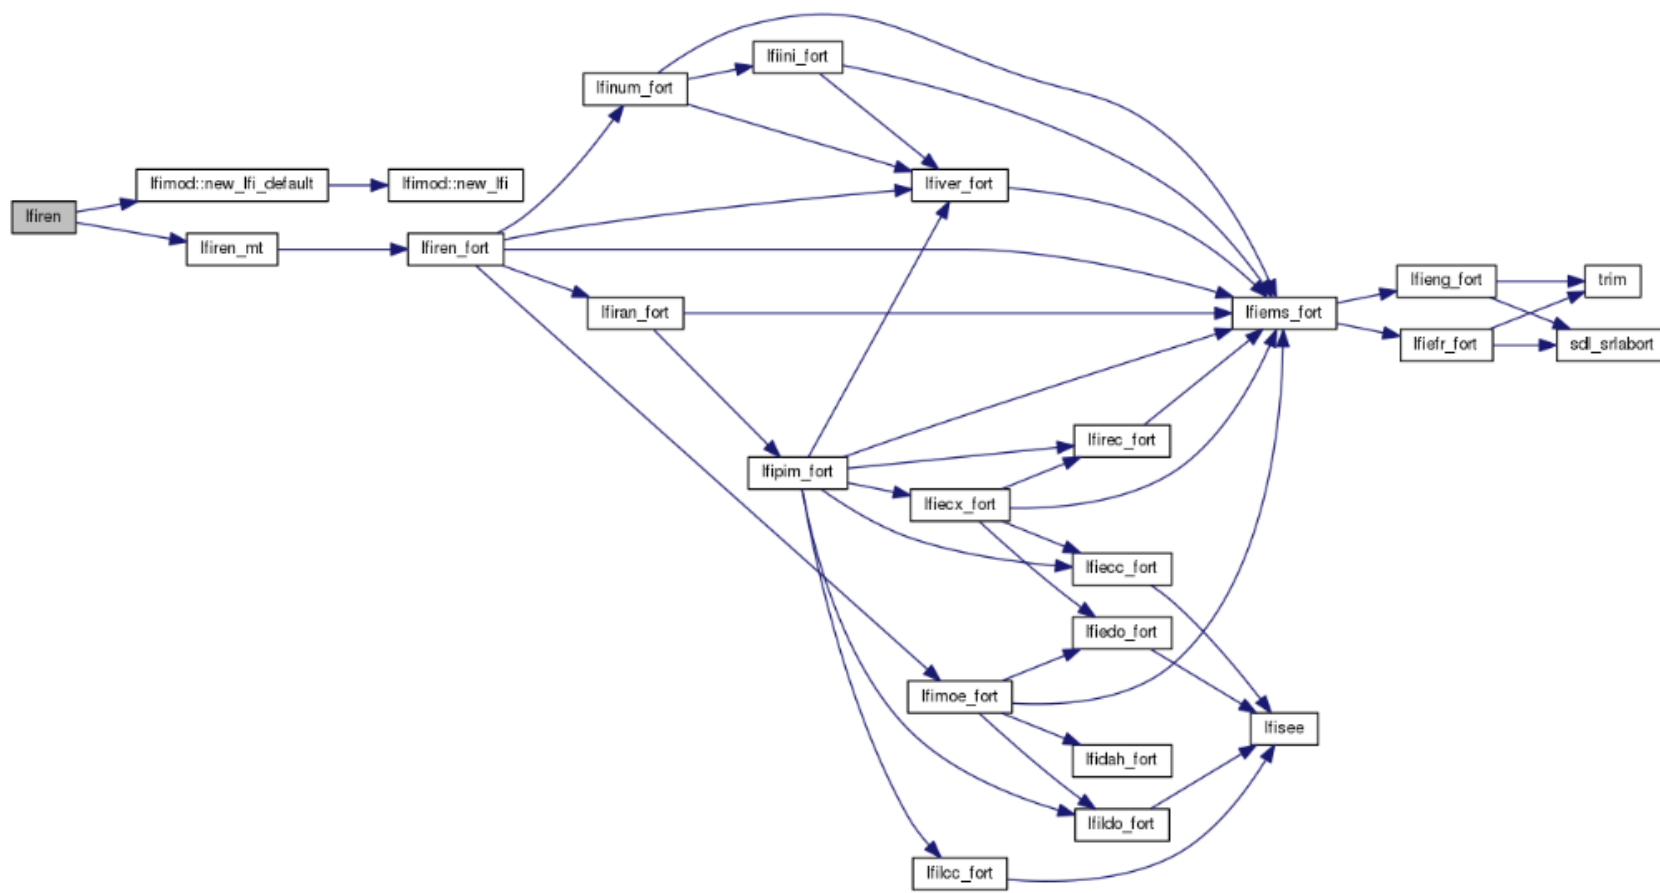 lfiren
lfimod::new_lfi_default
lfimod::new_lfi
lfiren_mt
lfiren_fort
lfinum_fort
lfiini_fort
lfiver_fort
lfiran_fort
lfiems_fort
lfieng_fort
trim
lfiefr_fort
sdl_srlabort
lfipim_fort
lfirec_fort
lfiecx_fort
lfiecc_fort
lfiedo_fort
lfimoe_fort
lfisee
lfidah_fort
lfildo_fort
lfilcc_fort